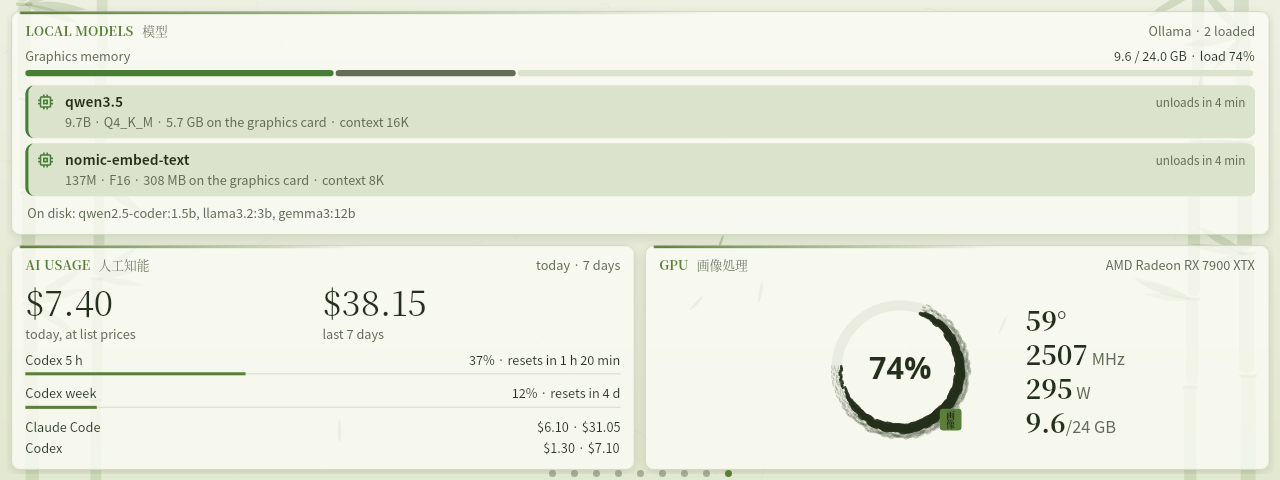 LOCAL MODELS 模型
Ollama · 2 loaded
Graphics memory
9.6 / 24.0 GB · load 74%
qwen3.5
unloads in 4 min
9.7B · Q4_K_M · 5.7 GB on the graphics card · context 16K
nomic-embed-text
unloads in 4 min
137M · F16 · 308 MB on the graphics card · context 8K
On disk: qwen2.5-coder:1.5b, llama3.2:3b, gemma3:12b
AI USAGE 人工知能
today · 7 days
$7.40
$38.15
today, at list prices
last 7 days
Codex 5 h
37% · resets in 1 h 20 min
Codex week
12% · resets in 4 d
Claude Code
$6.10 · $31.05
Codex
$1.30 · $7.10
GPU 画像処理
AMD Radeon RX 7900 XTX
74%
59°
2507 MHz
295 W
9.6/24 GB